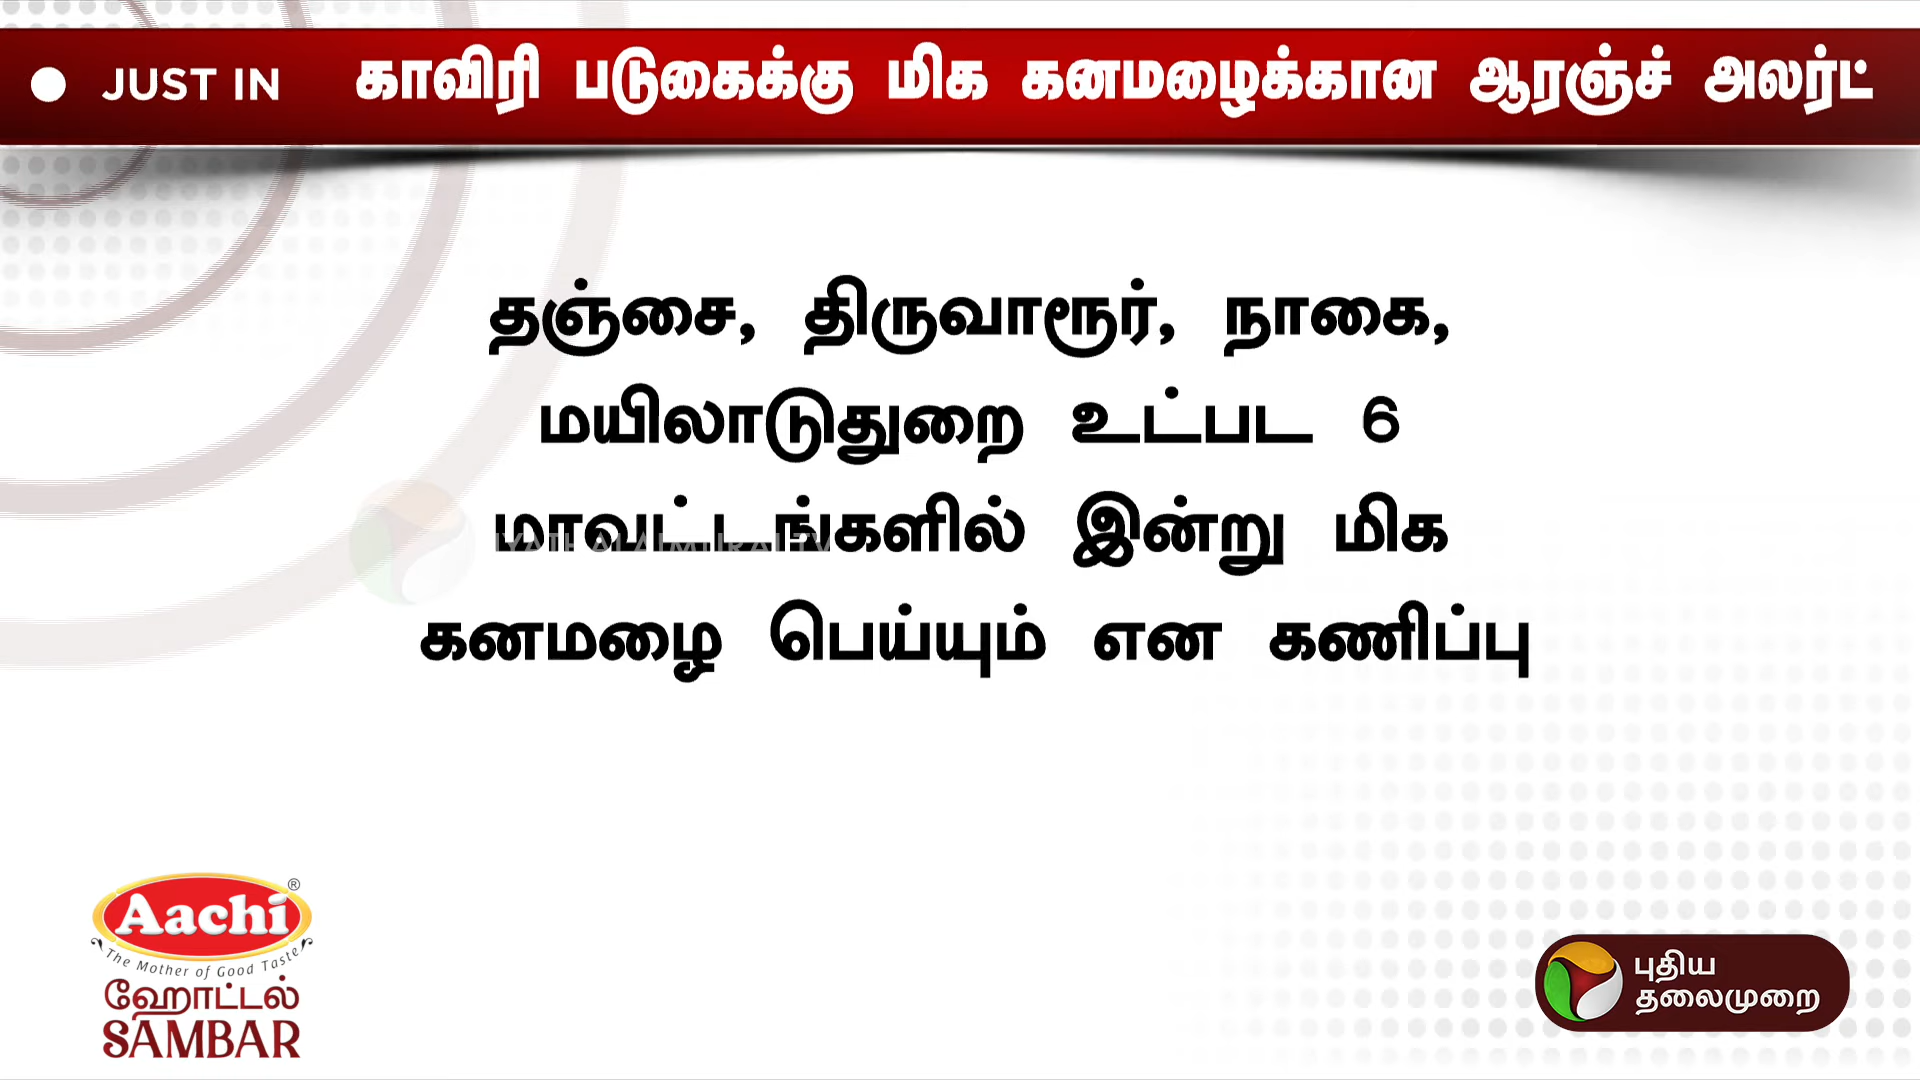 JUST IN காவிரி படுகைக்கு மிக கனமழைக்கான ஆரஞ்ச் அலர்ட்
தஞ்சை, திருவாரூர், நாகை,
மயிலாடுதுறை உட்பட 6
மாவட்டங்களில் இன்று மிக
கனமழை பெய்யும் என கணிப்பு
Aachi®
The Mother of Good Taste
ஹோட்டல்
SAMBAR
புதிய
தலைமுறை